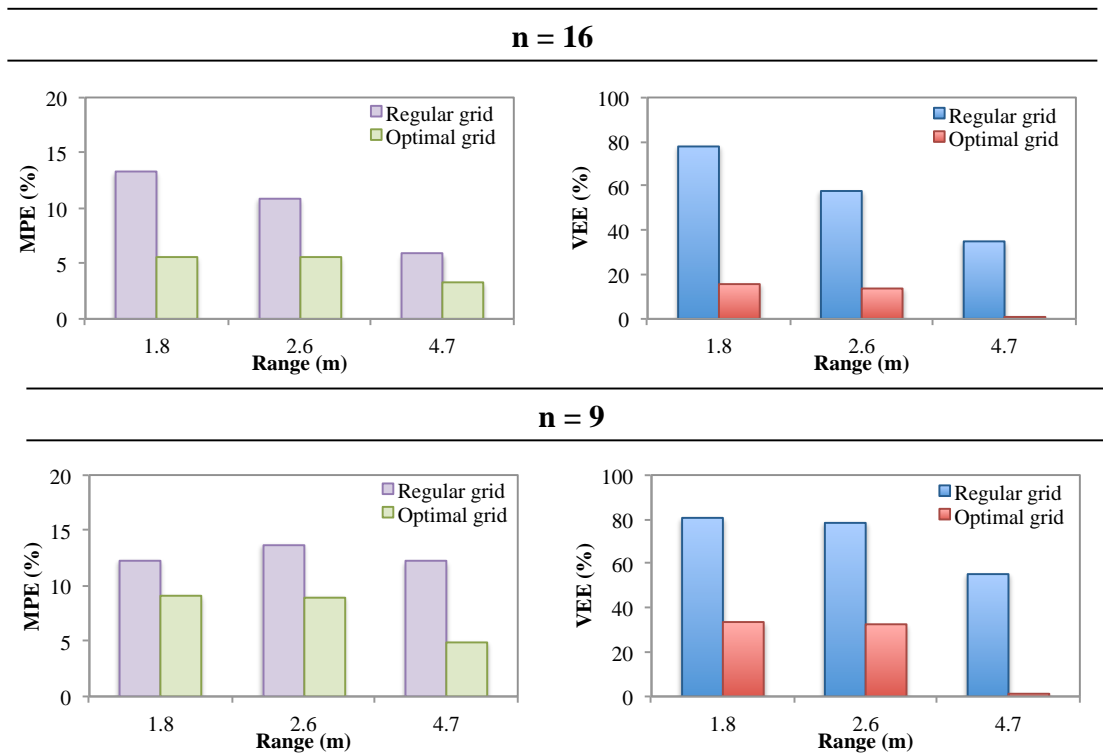 n = 16
20
15
10
5
0
MPE (%)
Regular grid
Optimal grid
1.8 2.6 4.7
Range (m)
100
80
60
40
20
0
VEE (%)
Regular grid
Optimal grid
1.8 2.6 4.7
Range (m)
n = 9
20
15
10
5
0
MPE (%)
Regular grid
Optimal grid
1.8 2.6 4.7
Range (m)
100
80
60
40
20
0
VEE (%)
Regular grid
Optimal grid
1.8 2.6 4.7
Range (m)